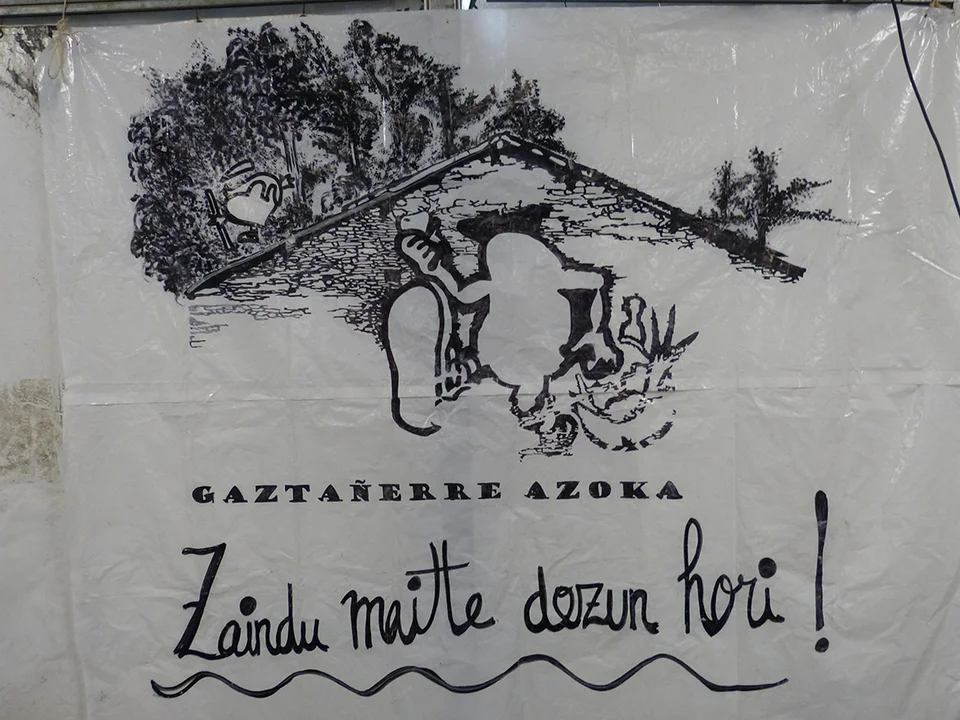 GAZTAÑERRE AZOKA
Zaindu maitte dozun hori!